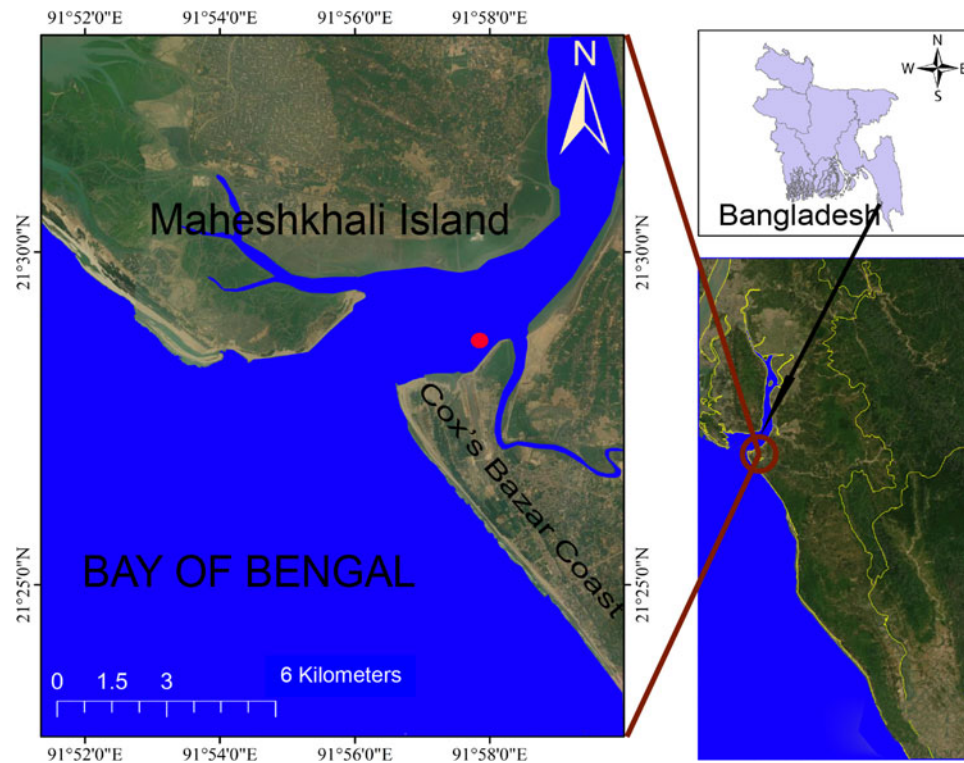 91°52'0"E 91°54'0"E 91°56'0"E 91°58'0"E
N
Maheshkhali Island
21°30'0"N
21°30'0"N
Cox's Bazar Coast
BAY OF BENGAL
21°25'0"N
21°25'0"N
0 1.5 3 6 Kilometers
91°52'0"E 91°54'0"E 91°56'0"E 91°58'0"E
N
W E
S
Bangladesh